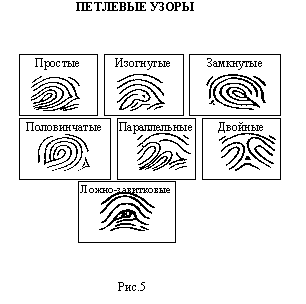 ПЕТЛЕВЫЕ УЗОРЫ
Простые Изогнутые Замкнутые
Половинчатые Параллельные Двойные
Ложно-завитковые
Рис.5